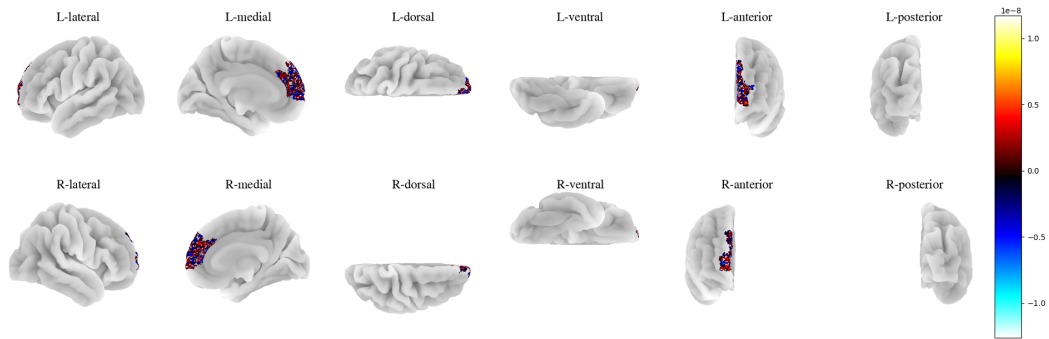 L-lateral L-medial L-dorsal L-ventral L-anterior L-posterior
R-lateral R-medial R-dorsal R-ventral R-anterior R-posterior
1e−8
1.0
0.5
0.0
−0.5
−1.0